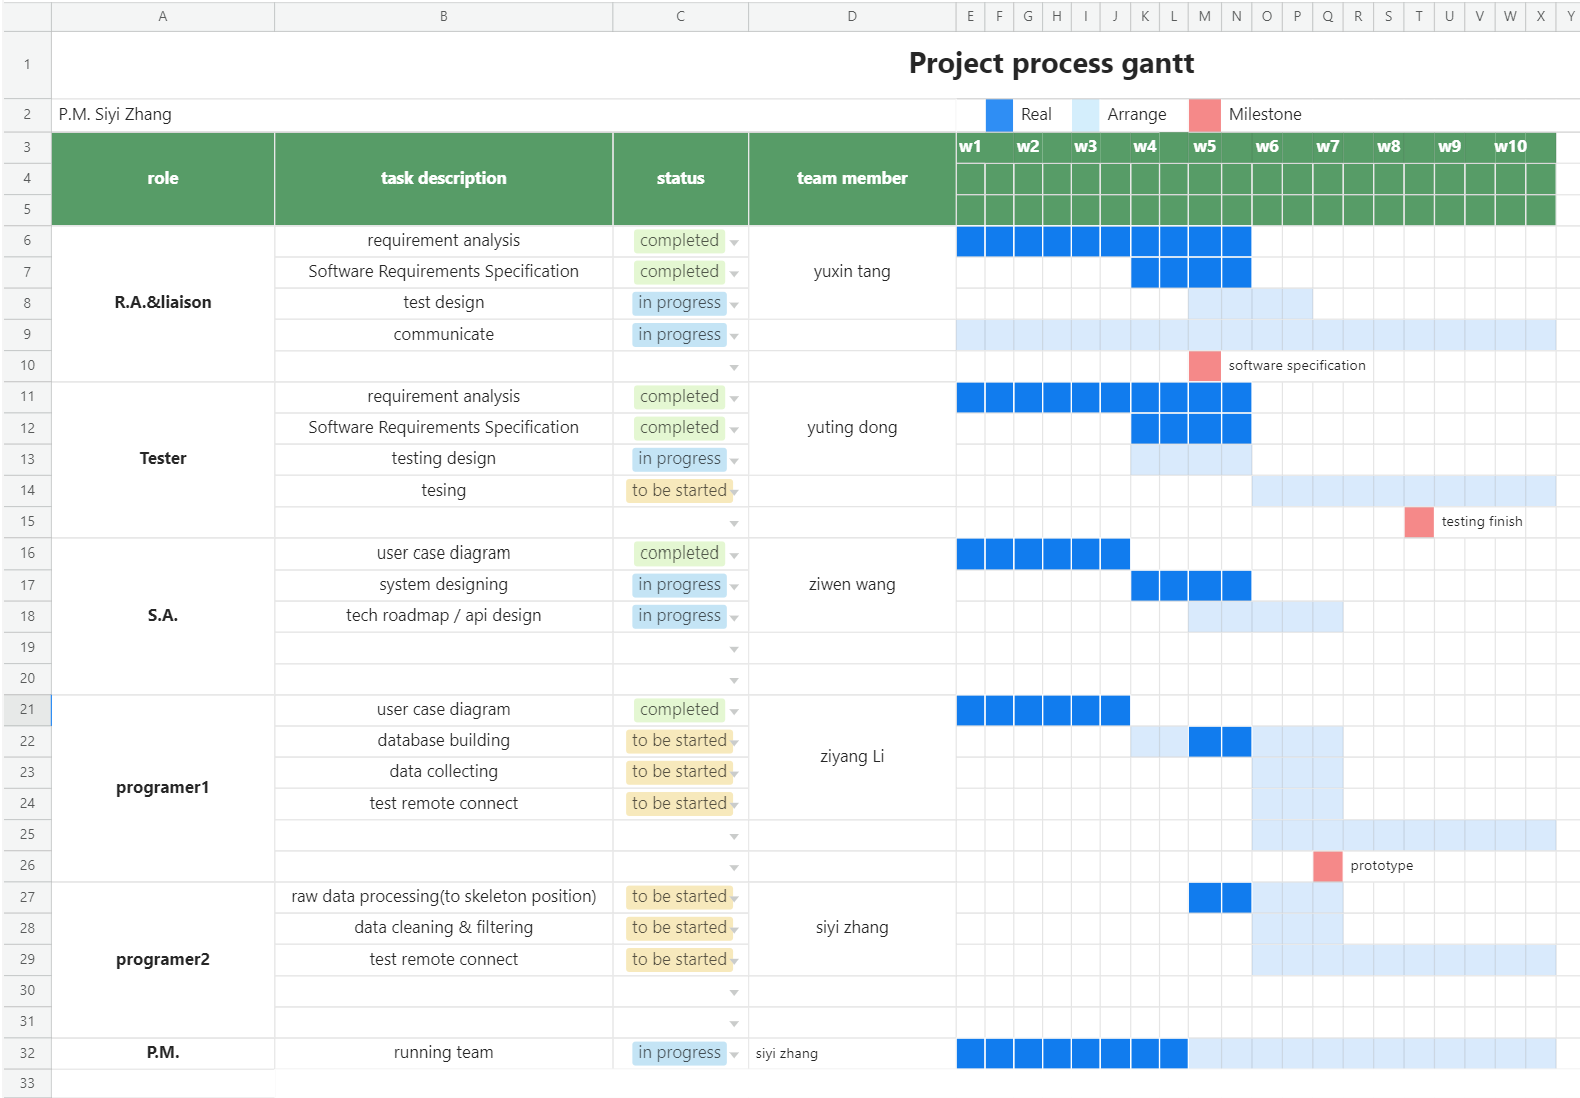 A B C D E F G H I J K L M N O P Q R S T U V W X Y
1 Project process gantt
2 P.M. Siyi Zhang Real Arrange Milestone
3 w1 w2 w3 w4 w5 w6 w7 w8 w9 w10
4 role task description status team member
5
6 requirement analysis completed
7 Software Requirements Specification completed yuxin tang
8 R.A.&liaison test design in progress
9 communicate in progress
10 software specification
11 requirement analysis completed
12 Software Requirements Specification completed yuting dong
13 Tester testing design in progress
14 tesing to be started
15 testing finish
16 user case diagram completed
17 system designing in progress ziwen wang
18 S.A. tech roadmap / api design in progress
19
20
21 user case diagram completed
22 database building to be started
ziyang Li
23 data collecting to be started
programer1
24 test remote connect to be started
25
26 prototype
27 raw data processing(to skeleton position) to be started
28 data cleaning & filtering to be started siyi zhang
29 programer2 test remote connect to be started
30
31
32 P.M. running team in progress siyi zhang
33